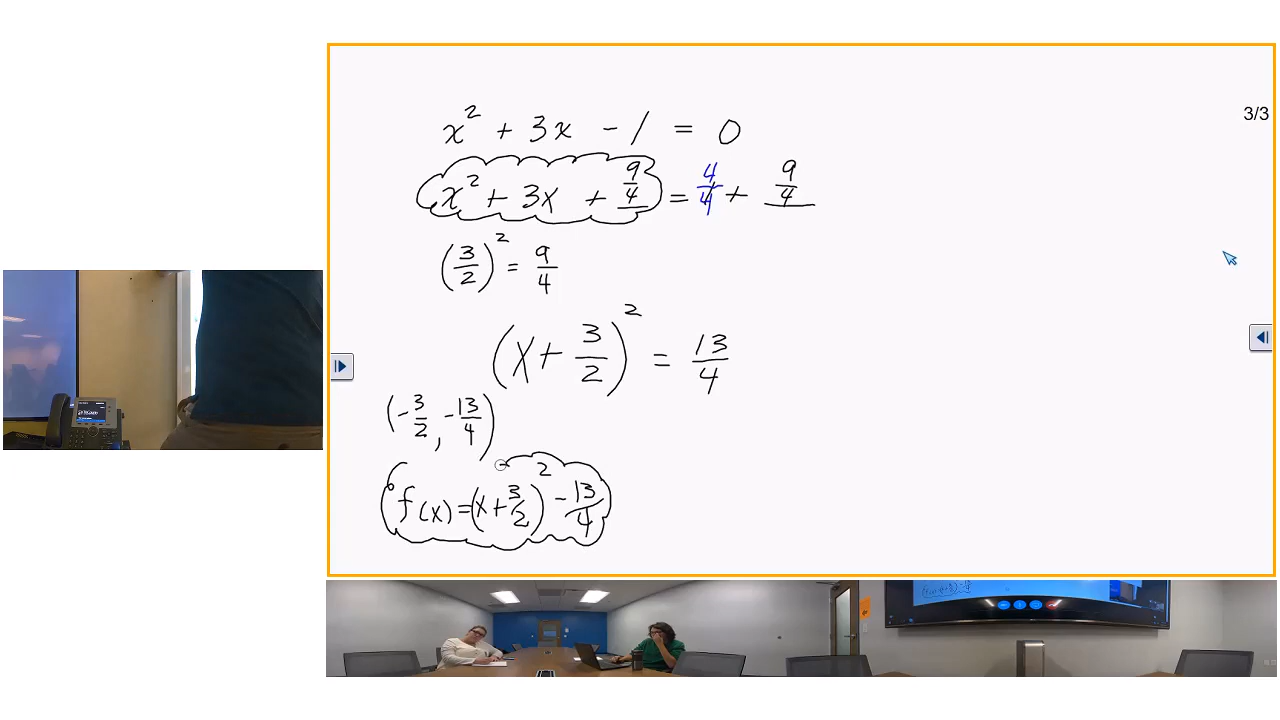 x² + 3x - 1 = 0
3/3
x² + 3x + 9/4 = 4/4 + 9/4
(3/2)² = 9/4
(x + 3/2)² = 13/4
(-3/2, -13/4)
f(x) = (x + 3/2)² - 13/4